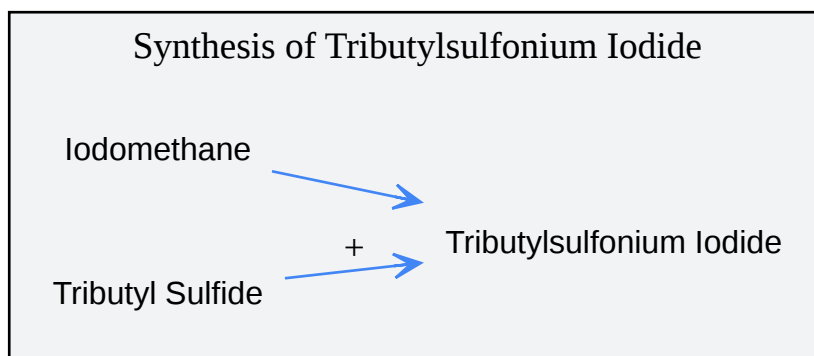 Synthesis of Tributylsulfonium Iodide
Iodomethane
+
Tributylsulfonium Iodide
Tributyl Sulfide